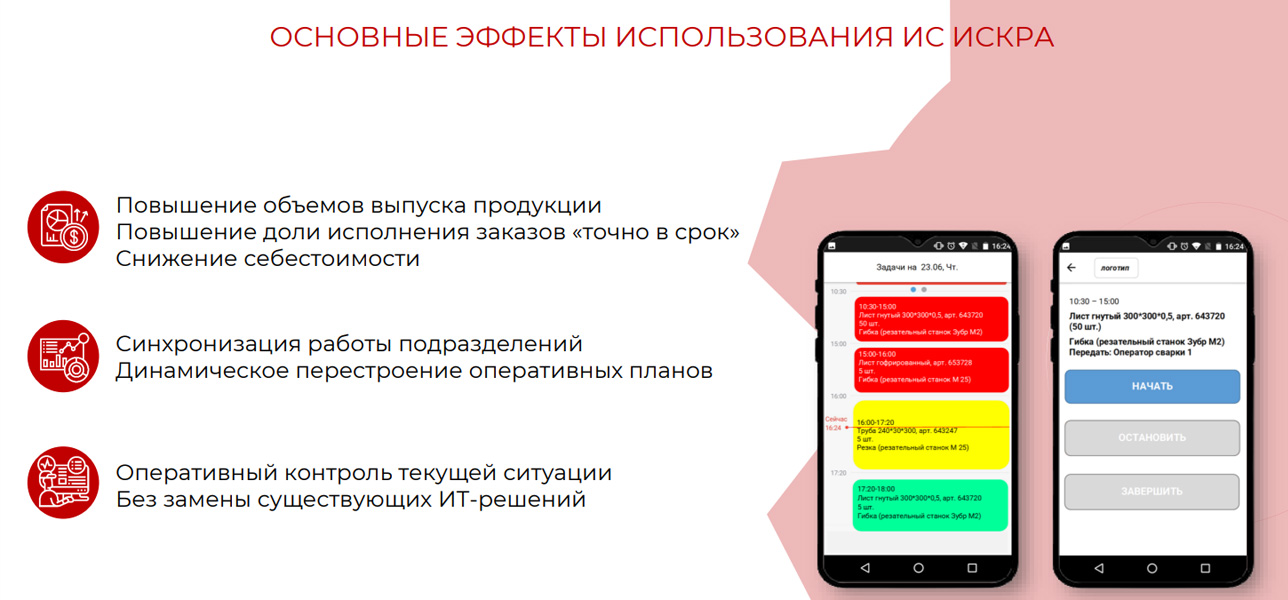 ОСНОВНЫЕ ЭФФЕКТЫ ИСПОЛЬЗОВАНИЯ ИС ИСКРА
Повышение объемов выпуска продукции
Повышение доли исполнения заказов «точно в срок»
Снижение себестоимости
Синхронизация работы подразделений
Динамическое перестроение оперативных планов
Оперативный контроль текущей ситуации
Без замены существующих ИТ-решений
16:24
Задачи на 23.06, Чт.
10:30
10:30-15:00
Лист гнутый 300*300*0,5, арт. 643720
50 шт.
Гибка (резательный станок Зубр М2)
15:00
15:00-16:00
Лист гофрированный, арт. 653728
5 шт.
Гибка (резательный станок М 25)
16:00
Сейчас
16:24
16:00-17:20
Труба 240*30*300, арт. 643247
5 шт.
Резка (резательный станок М 25)
17:20
17:20-18:00
Лист гнутый 300*300*0,5, арт. 643720
5 шт.
Гибка (резательный станок Зубр М2)
16:24
логотип
10:30 – 15:00
Лист гнутый 300*300*0,5, арт. 643720
(50 шт.)
Гибка (резательный станок Зубр М2)
Передать: Оператор сварки 1
НАЧАТЬ
ОСТАНОВИТЬ
ЗАВЕРШИТЬ